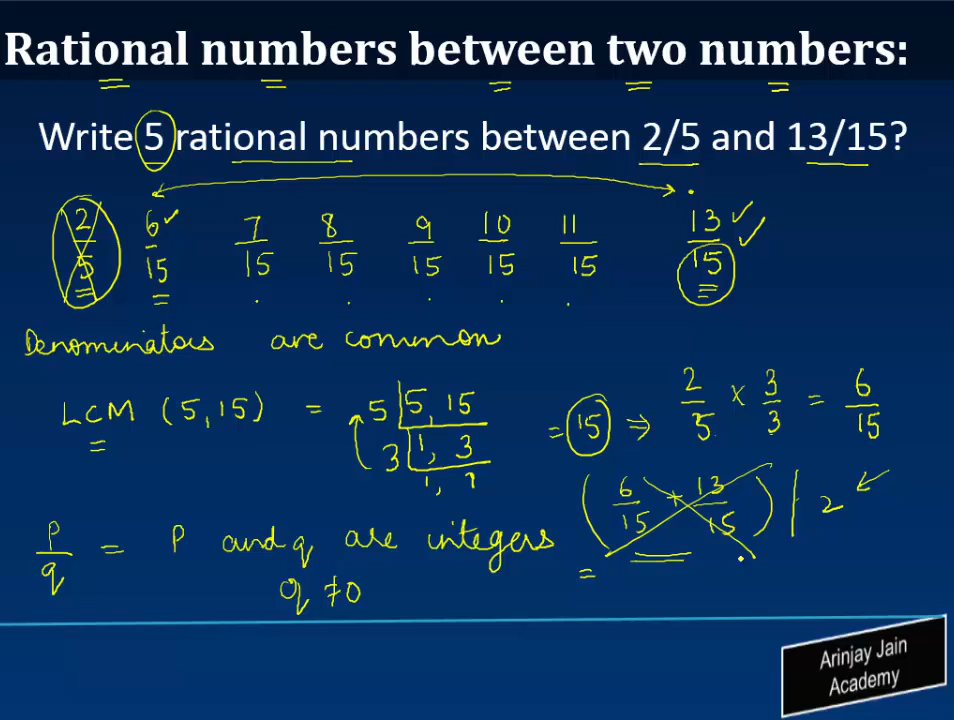 Rational numbers between two numbers:
Write 5 rational numbers between 2/5 and 13/15?
2/5 6/15 7/15 8/15 9/15 10/15 11/15 13/15
Denominators are common
LCM (5,15) = 5 | 5, 15 = 15 ⇒ 2/5 × 3/3 = 6/15
3 | 1, 3
1, 1
(6/15 + 13/15) | 2
p/q = P and q are integers
q ≠ 0
=
Arinjay Jain
Academy